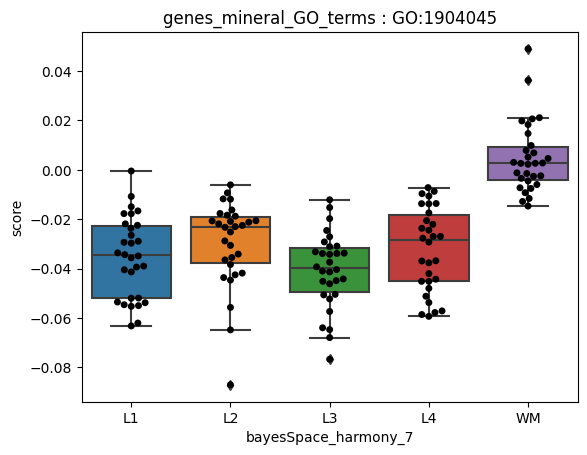 genes_mineral_GO_terms : GO:1904045
score
0.04
0.02
0.00
−0.02
−0.04
−0.06
−0.08
L1 L2 L3 L4 WM
bayesSpace_harmony_7